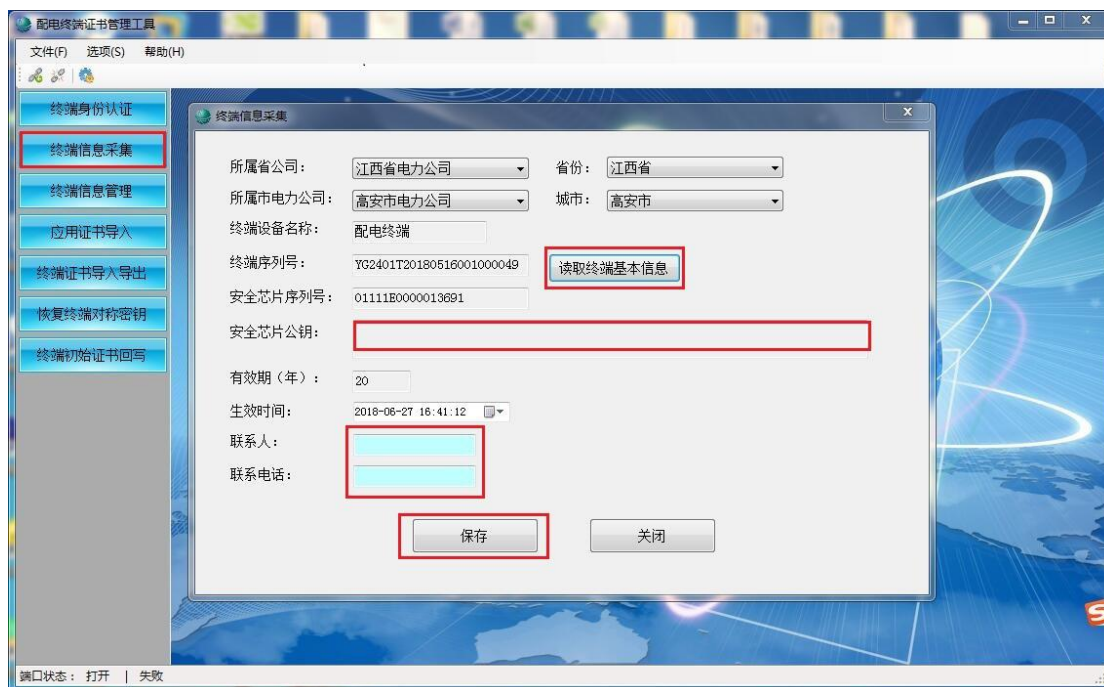 配电终端证书管理工具
文件(F) 选项(S) 帮助(H)
终端身份认证
终端信息采集
终端信息管理
应用证书导入
终端证书导入导出
恢复终端对称密钥
终端初始证书回写
终端信息采集
所属省公司： 江西省电力公司 省份： 江西省
所属市电力公司： 高安市电力公司 城市： 高安市
终端设备名称： 配电终端
终端序列号： YG2401T20180516001000049 读取终端基本信息
安全芯片序列号： 01111E0000013691
安全芯片公钥：
有效期（年）： 20
生效时间： 2018-06-27 16:41:12
联系人：
联系电话：
保存 关闭
端口状态： 打开 | 失败